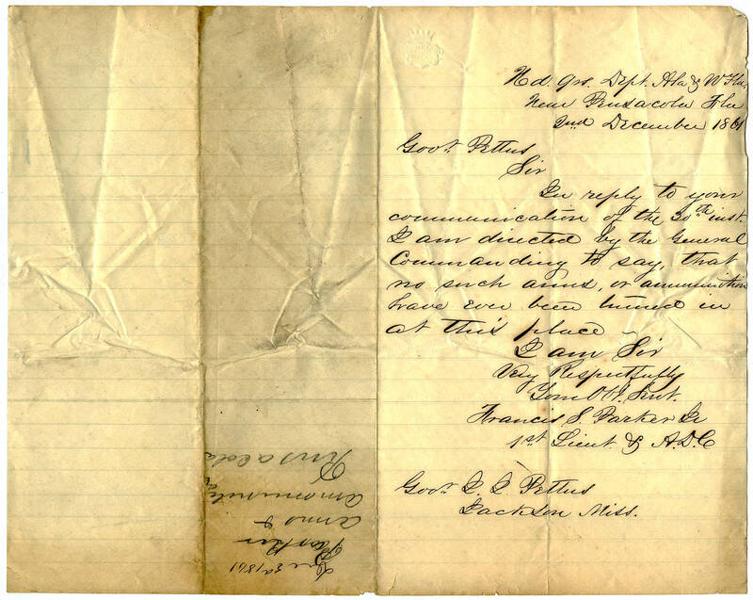 Hd. Qrs. Dept. Ala & W Fla,
Near Pensacola Fla
2nd December 1861
Govr. Pettus
Sir
In reply to your
communication of the 30th inst.
I am directed by the General
Commanding to say, that
no such arms, or ammunition
have ever been turned in
at this place
I am Sir
Very Respectfully
Your Obt. Servt.
Francis S. Parker Jr
1st Lieut. & A.D.C
Govr. J. J. Pettus
Jackson Miss.
Dec 1861
Parker
arms &
Ammunition